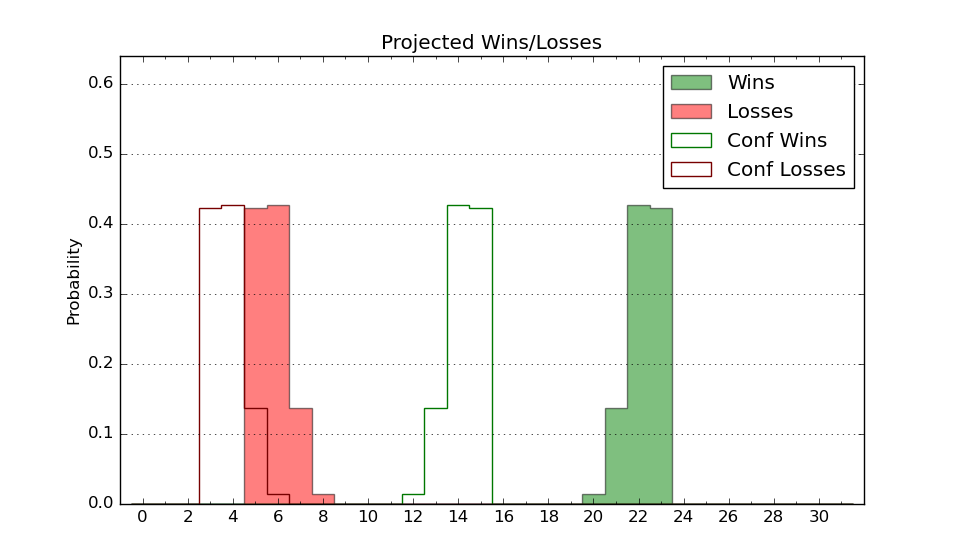 Projected Wins/Losses
0.6
0.5
0.4
0.3
0.2
0.1
0.0
Probability
Wins
Losses
Conf Wins
Conf Losses
0 2 4 6 8 10 12 14 16 18 20 22 24 26 28 30